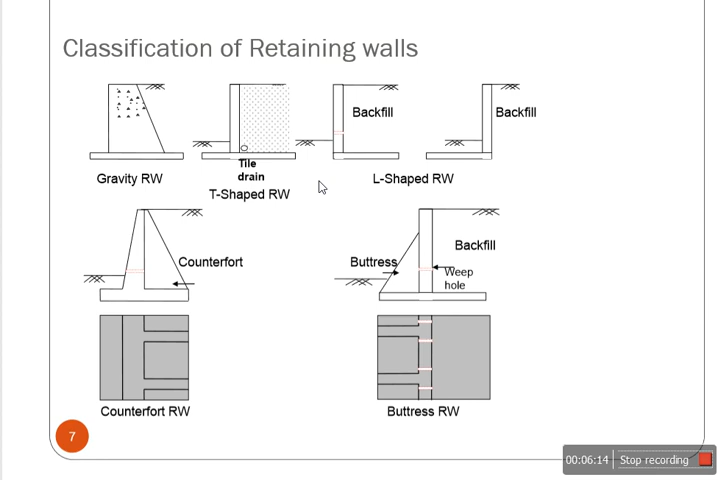 Classification of Retaining walls
Backfill
Backfill
Tile
drain
Gravity RW
T-Shaped RW
L-Shaped RW
Counterfort
Buttress
Backfill
Weep
hole
Counterfort RW
Buttress RW
7
00:06:14
Stop recording